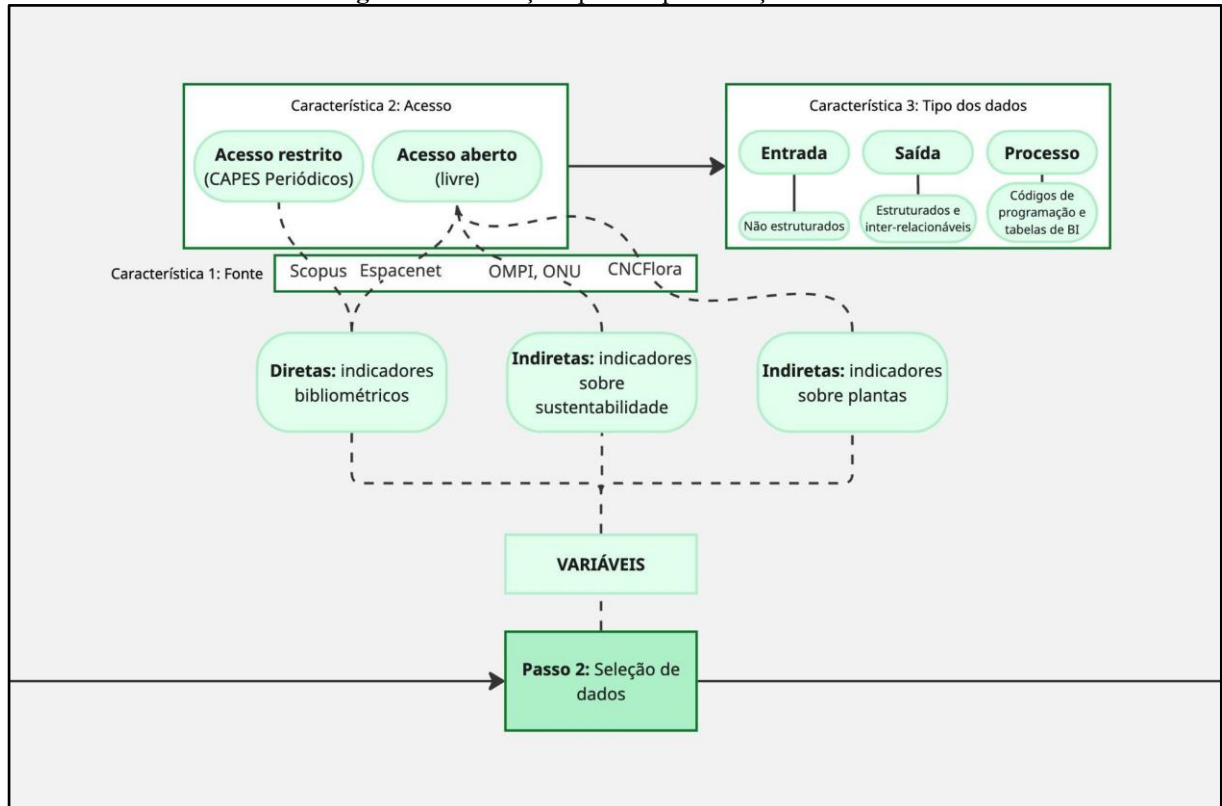 Característica 2: Acesso
Acesso restrito
(CAPES Periódicos)
Acesso aberto
(livre)
Característica 3: Tipo dos dados
Entrada
Saída
Processo
Não estruturados
Estruturados e
inter-relacionáveis
Códigos de
programação e
tabelas de BI
Característica 1: Fonte
Scopus
Espacenet
OMPI, ONU
CNCFlora
Diretas: indicadores
bibliométricos
Indiretas: indicadores
sobre
sustentabilidade
Indiretas: indicadores
sobre plantas
VARIÁVEIS
Passo 2: Seleção de
dados